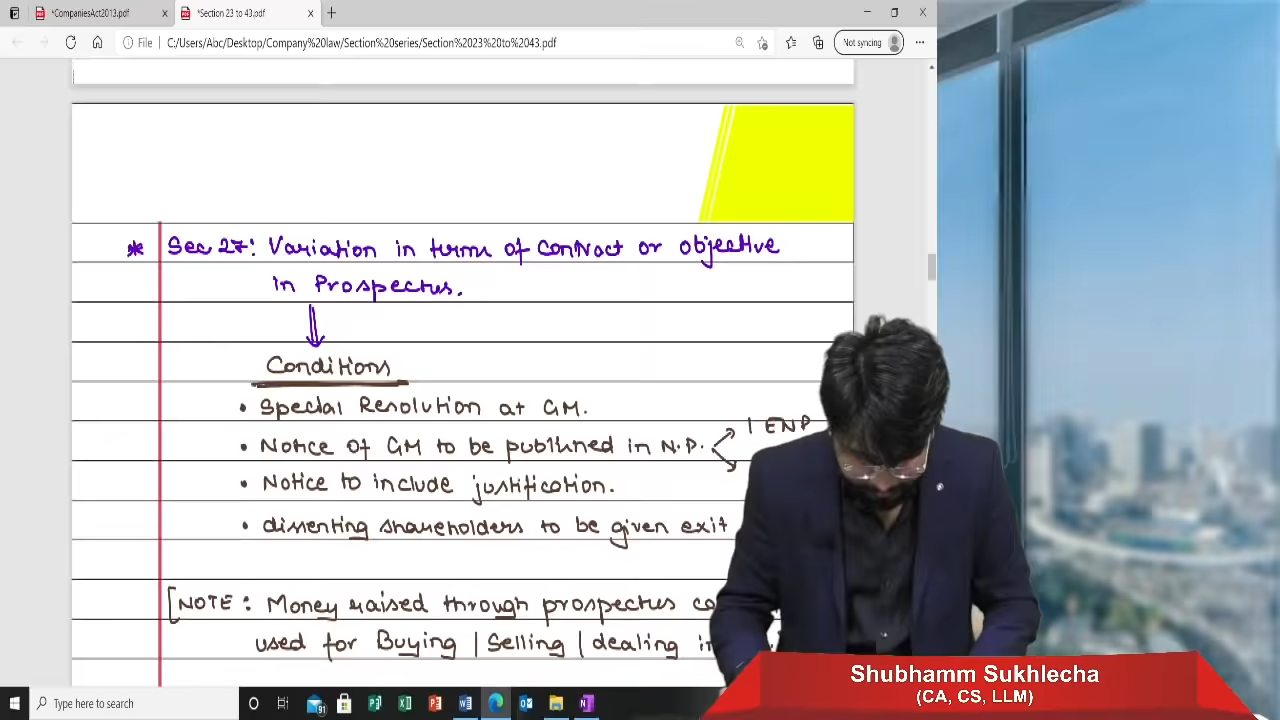 *CompaniesAct2013.pdf
*Section 23 to 43.pdf
File
C:/Users/Abc/Desktop/Company%20law/Section%20series/Section%2023%20to%2043.pdf
Not syncing
* Sec 27: Variation in terms of Contract or objective
in Prospectus.
Conditions
• Special Resolution at GM.
• Notice of GM to be published in N.P. 1 ENP
• Notice to include justification.
• dissenting shareholders to be given exit
[NOTE: Money raised through prospectus
used for Buying | Selling | dealing in
Shubhamm Sukhlecha
(CA, CS, LLM)
Type here to search
91